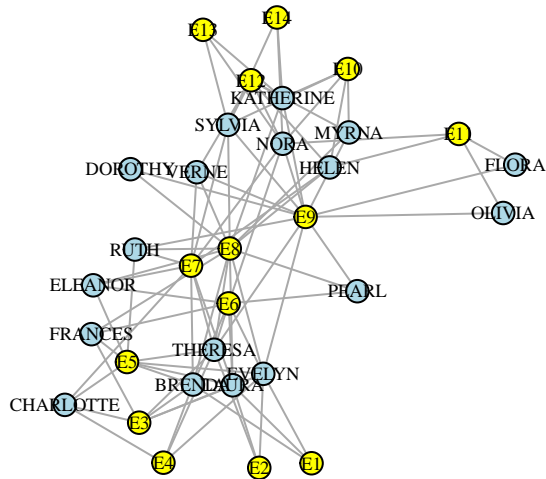 E14
E13
E12
E10
KATHERINE
SYLVIA
MYRNA
E11
NORA
DOROTHY
VERNE
HELEN
FLORA
OLIVIA
E9
RUTH
E8
E7
ELEANOR
PEARL
E6
FRANCES
THERESA
E5
EVELYN
BRENDA
LAURA
CHARLOTTE
E3
E4
E2
E1